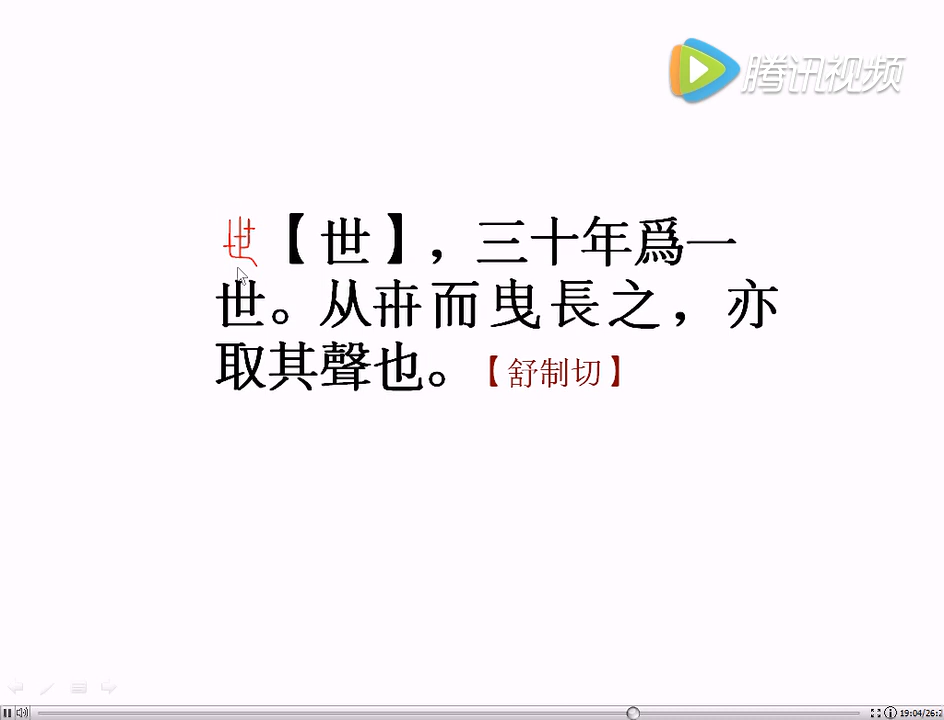 腾讯视频
世【世】，三十年爲一
世。从卋而曳長之，亦
取其聲也。【舒制切】
19:04/26:2